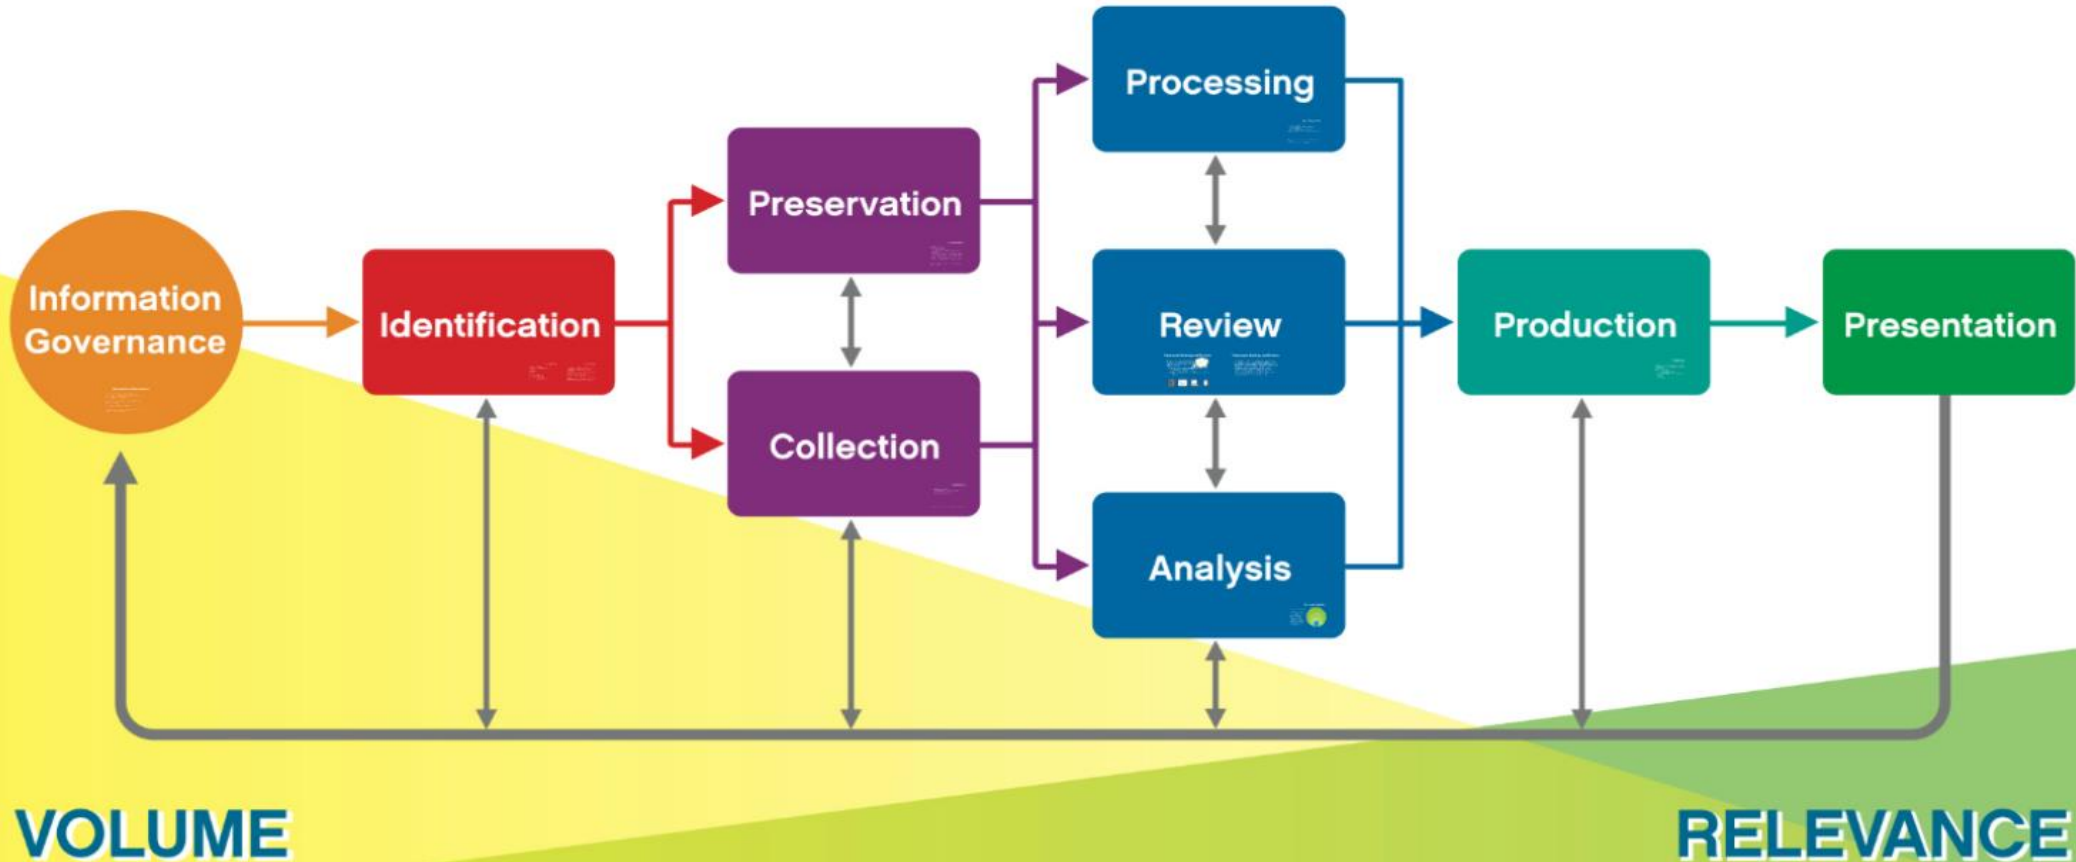 Information
Governance
Identification
Preservation
Collection
Processing
Review
Analysis
Production
Presentation
VOLUME
RELEVANCE